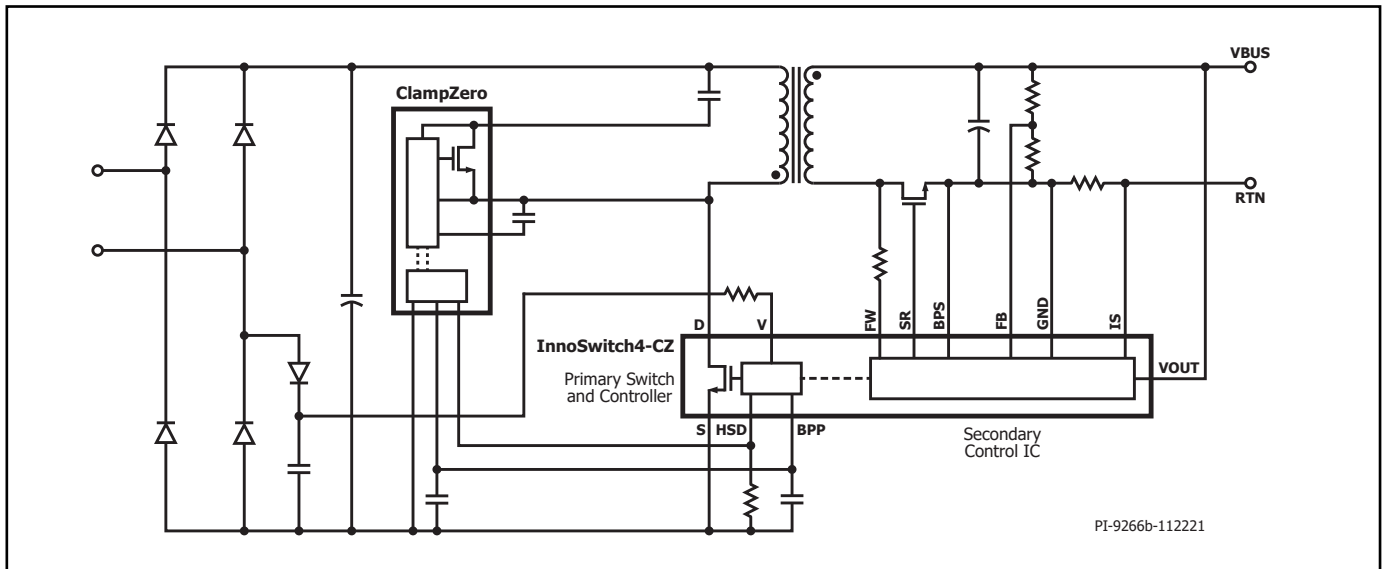 VBUS
ClampZero
RTN
D
V
FW
SR
BPS
FB
GND
IS
InnoSwitch4-CZ
VOUT
Primary Switch
and Controller
S
HSD
BPP
Secondary
Control IC
PI-9266b-112221